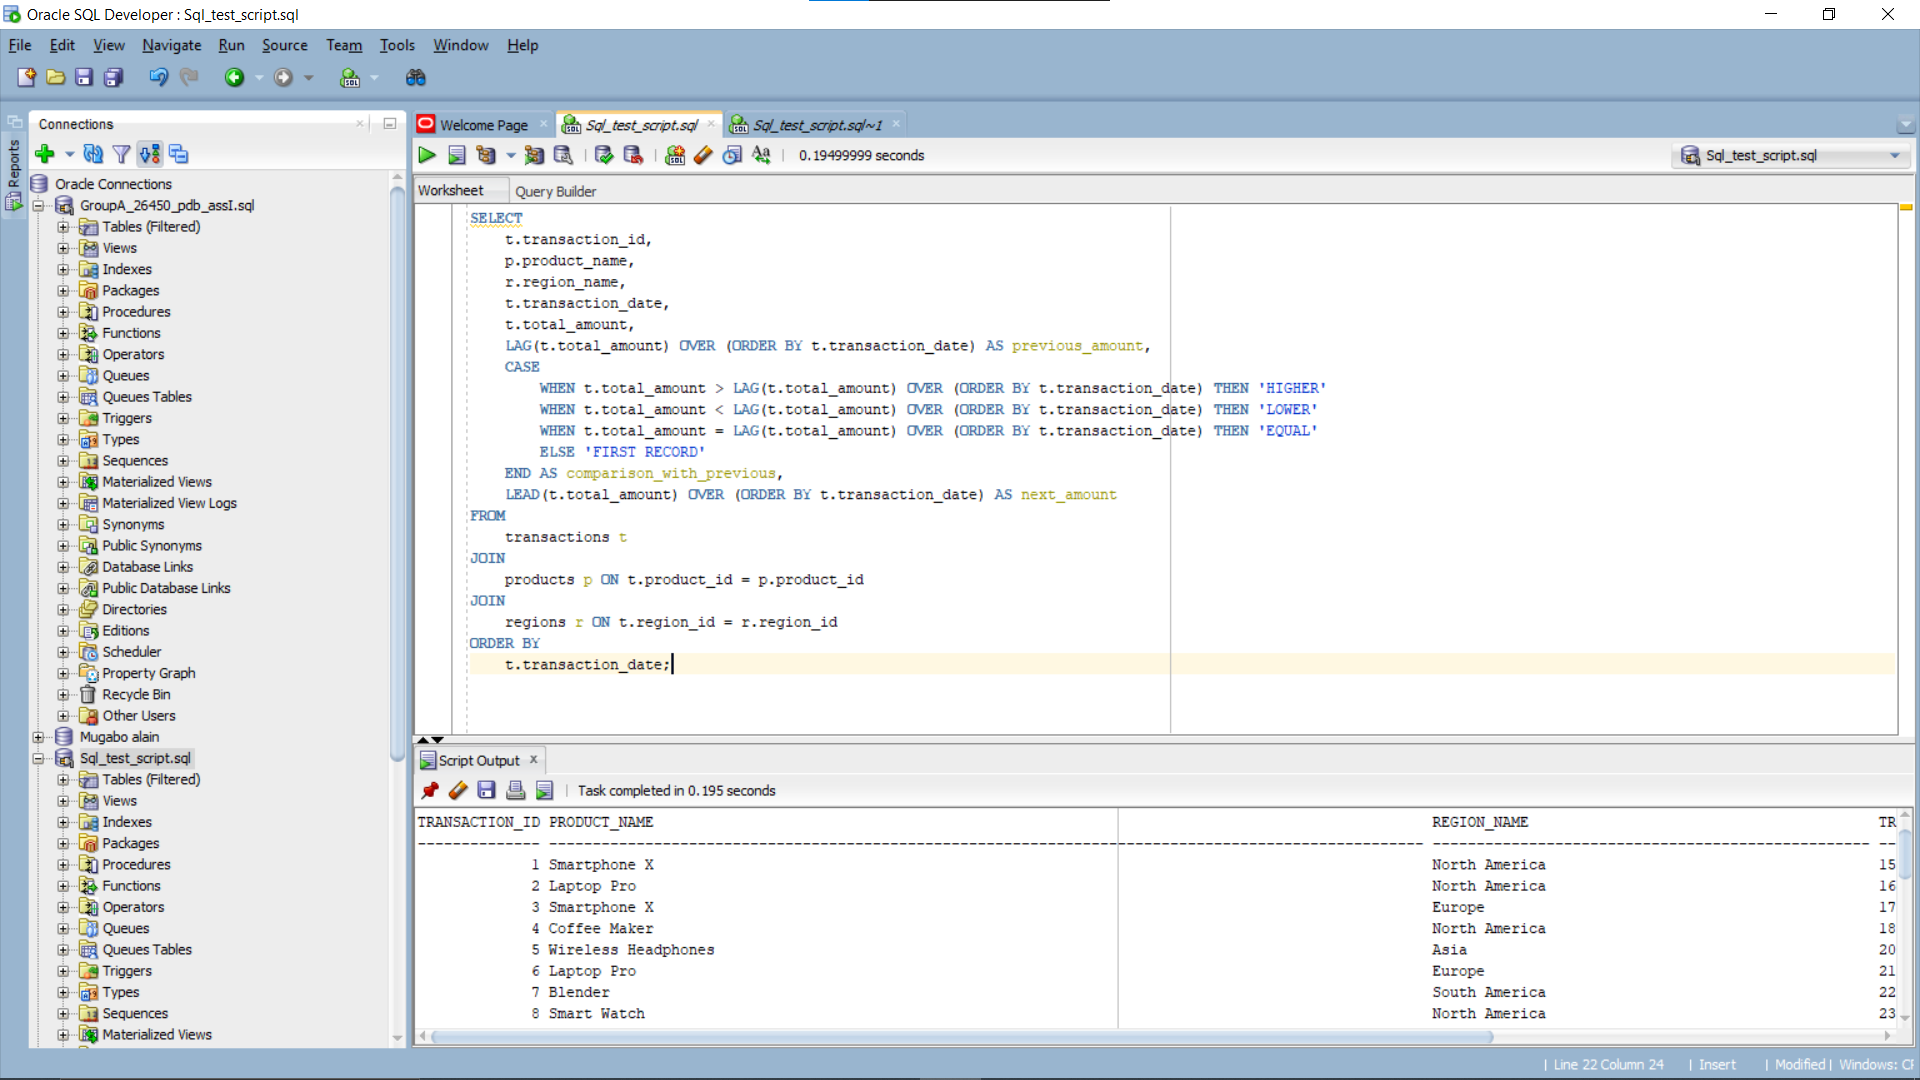 Oracle SQL Developer : Sql_test_script.sql
File Edit View Navigate Run Source Team Tools Window Help
Reports
Connections
Oracle Connections
GroupA_26450_pdb_assI.sql
Tables (Filtered)
Views
Indexes
Packages
Procedures
Functions
Operators
Queues
Queues Tables
Triggers
Types
Sequences
Materialized Views
Materialized View Logs
Synonyms
Public Synonyms
Database Links
Public Database Links
Directories
Editions
Scheduler
Property Graph
Recycle Bin
Other Users
Mugabo alain
Sql_test_script.sql
Tables (Filtered)
Views
Indexes
Packages
Procedures
Functions
Operators
Queues
Queues Tables
Triggers
Types
Sequences
Materialized Views
Welcome Page Sql_test_script.sql Sql_test_script.sql~1
0.19499999 seconds Sql_test_script.sql
Worksheet Query Builder
SELECT
t.transaction_id,
p.product_name,
r.region_name,
t.transaction_date,
t.total_amount,
LAG(t.total_amount) OVER (ORDER BY t.transaction_date) AS previous_amount,
CASE
WHEN t.total_amount > LAG(t.total_amount) OVER (ORDER BY t.transaction_date) THEN 'HIGHER'
WHEN t.total_amount < LAG(t.total_amount) OVER (ORDER BY t.transaction_date) THEN 'LOWER'
WHEN t.total_amount = LAG(t.total_amount) OVER (ORDER BY t.transaction_date) THEN 'EQUAL'
ELSE 'FIRST RECORD'
END AS comparison_with_previous,
LEAD(t.total_amount) OVER (ORDER BY t.transaction_date) AS next_amount
FROM
transactions t
JOIN
products p ON t.product_id = p.product_id
JOIN
regions r ON t.region_id = r.region_id
ORDER BY
t.transaction_date;
Script Output
Task completed in 0.195 seconds
TRANSACTION_ID PRODUCT_NAME REGION_NAME TR
1 Smartphone X North America 15
2 Laptop Pro North America 16
3 Smartphone X Europe 17
4 Coffee Maker North America 18
5 Wireless Headphones Asia 20
6 Laptop Pro Europe 21
7 Blender South America 22
8 Smart Watch North America 23
Line 22 Column 24 | Insert | Modified | Windows: CF